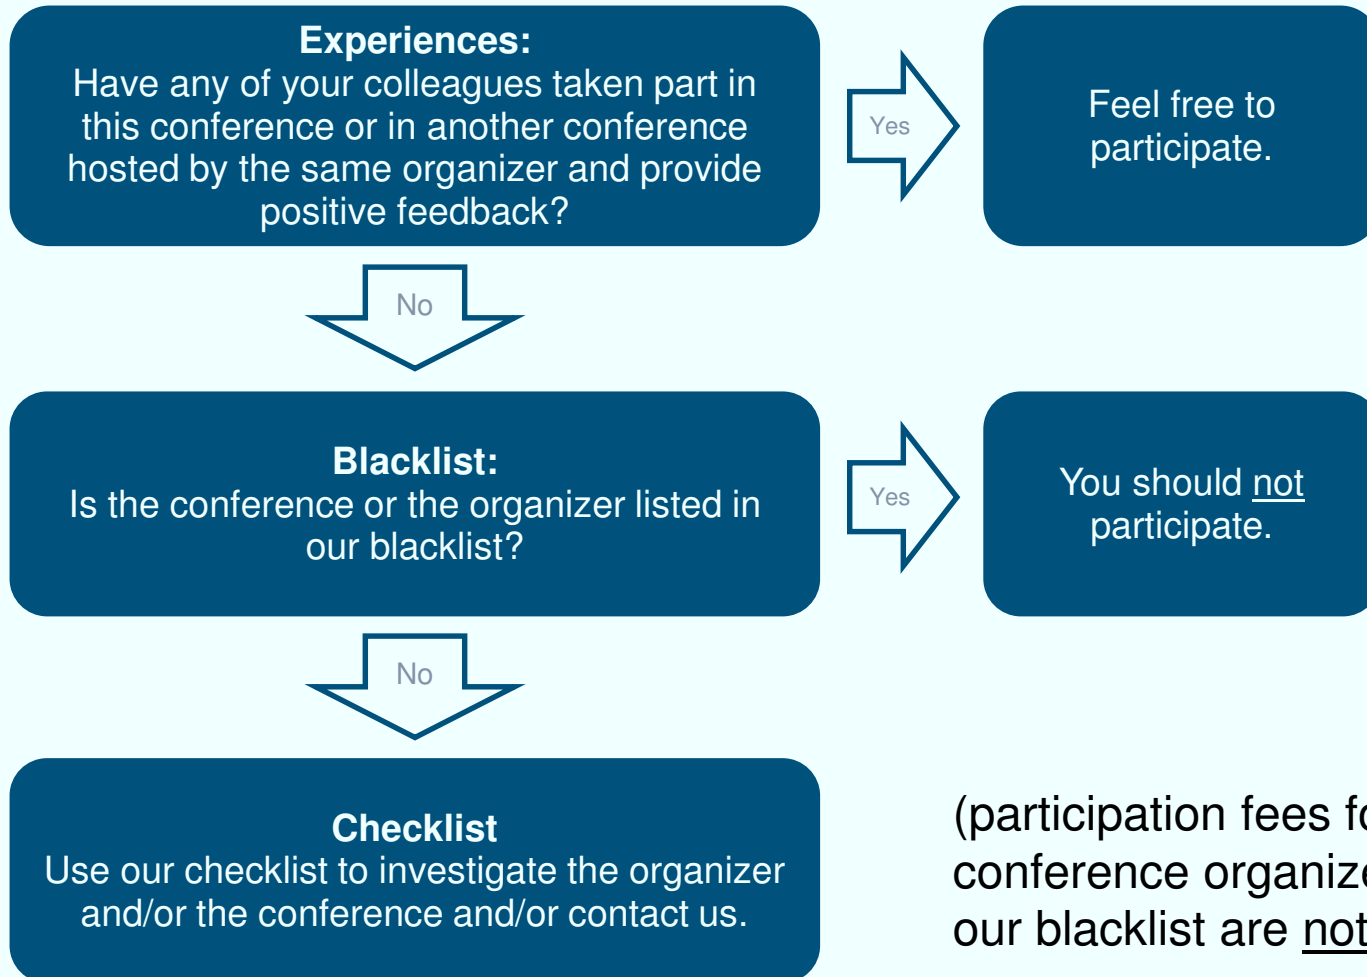 Experiences:
Have any of your colleagues taken part in
this conference or in another conference
hosted by the same organizer and provide
positive feedback?
Yes
Feel free to
participate.
No
Blacklist:
Is the conference or the organizer listed in
our blacklist?
Yes
You should not
participate.
No
Checklist
Use our checklist to investigate the organizer
and/or the conference and/or contact us.
(participation fees
conference
our blacklist are not